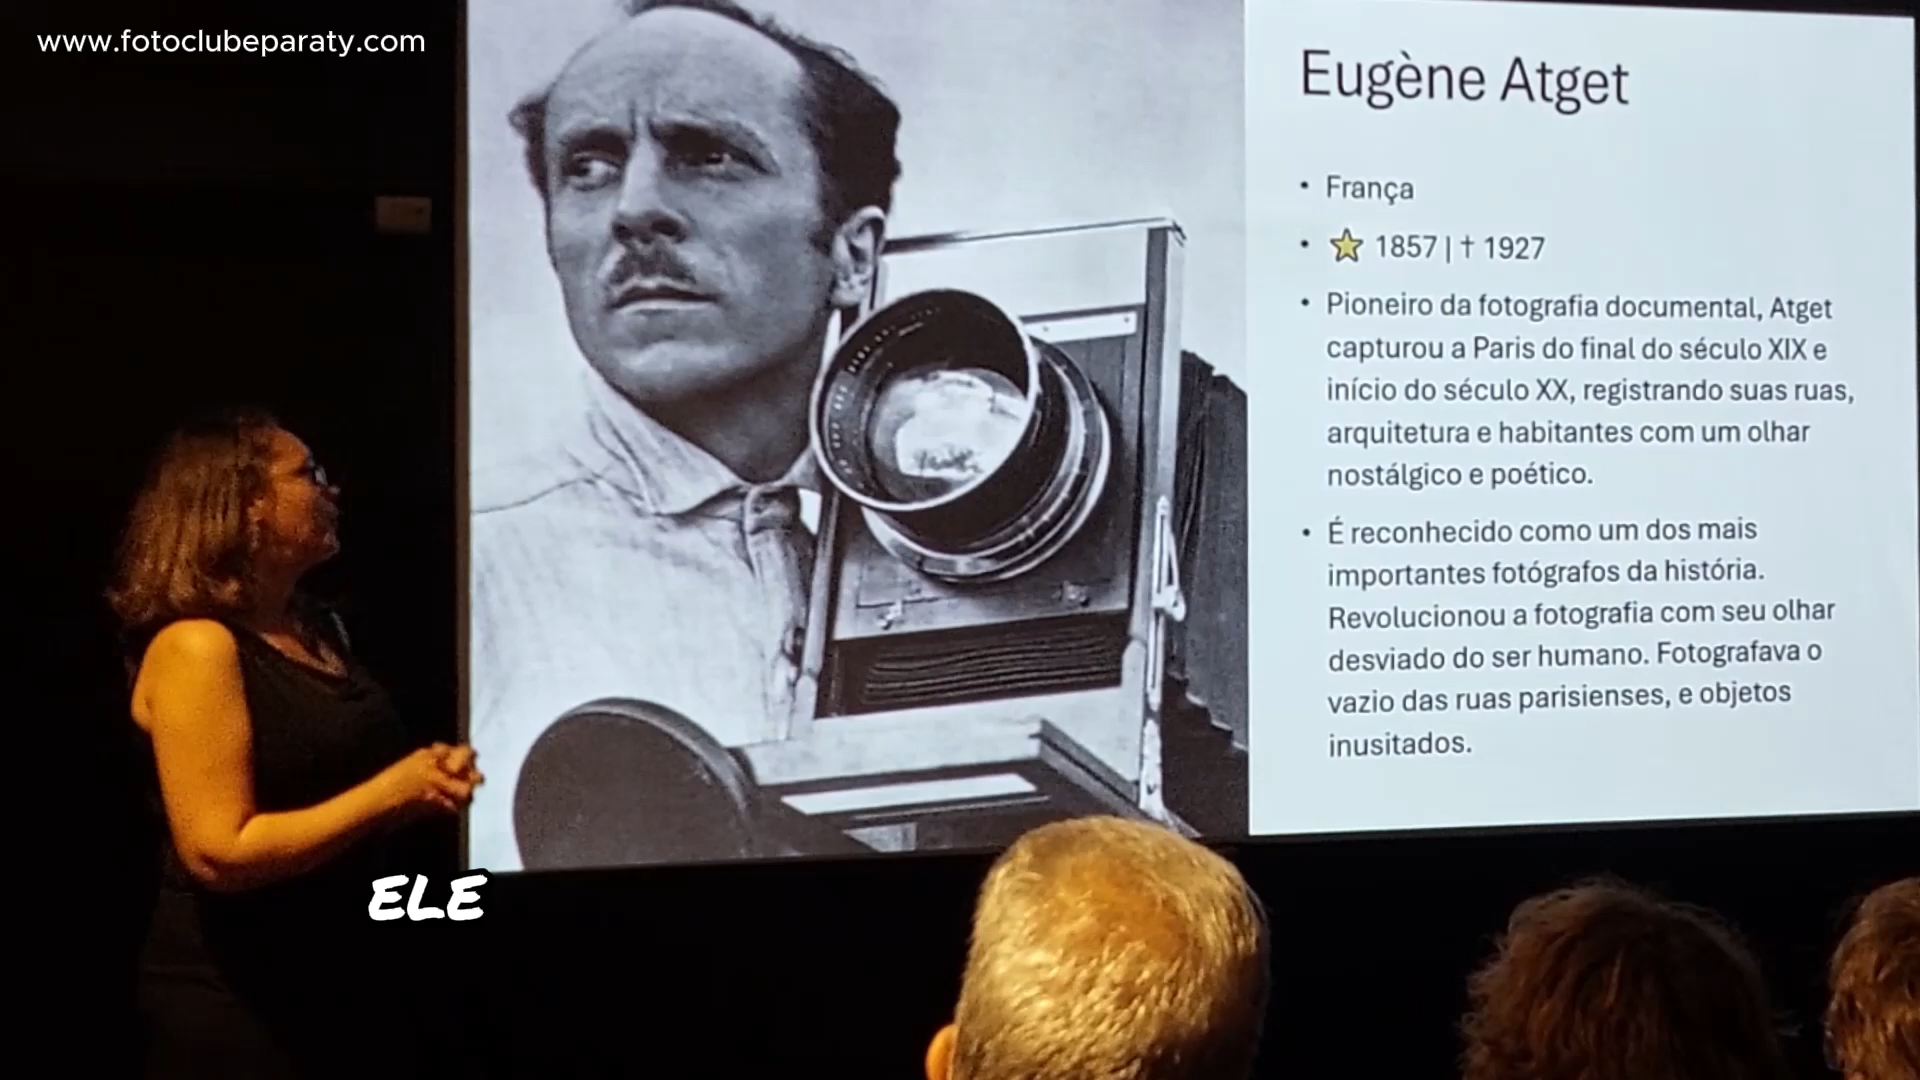 www.fotoclubeparaty.com
Eugène Atget
• França
• ⭐ 1857 | † 1927
• Pioneiro da fotografia documental, Atget
capturou a Paris do final do século XIX e
início do século XX, registrando suas ruas,
arquitetura e habitantes com um olhar
nostálgico e poético.
• É reconhecido como um dos mais
importantes fotógrafos da história.
Revolucionou a fotografia com seu olhar
desviado do ser humano. Fotografava o
vazio das ruas parisienses, e objetos
inusitados.
ELE